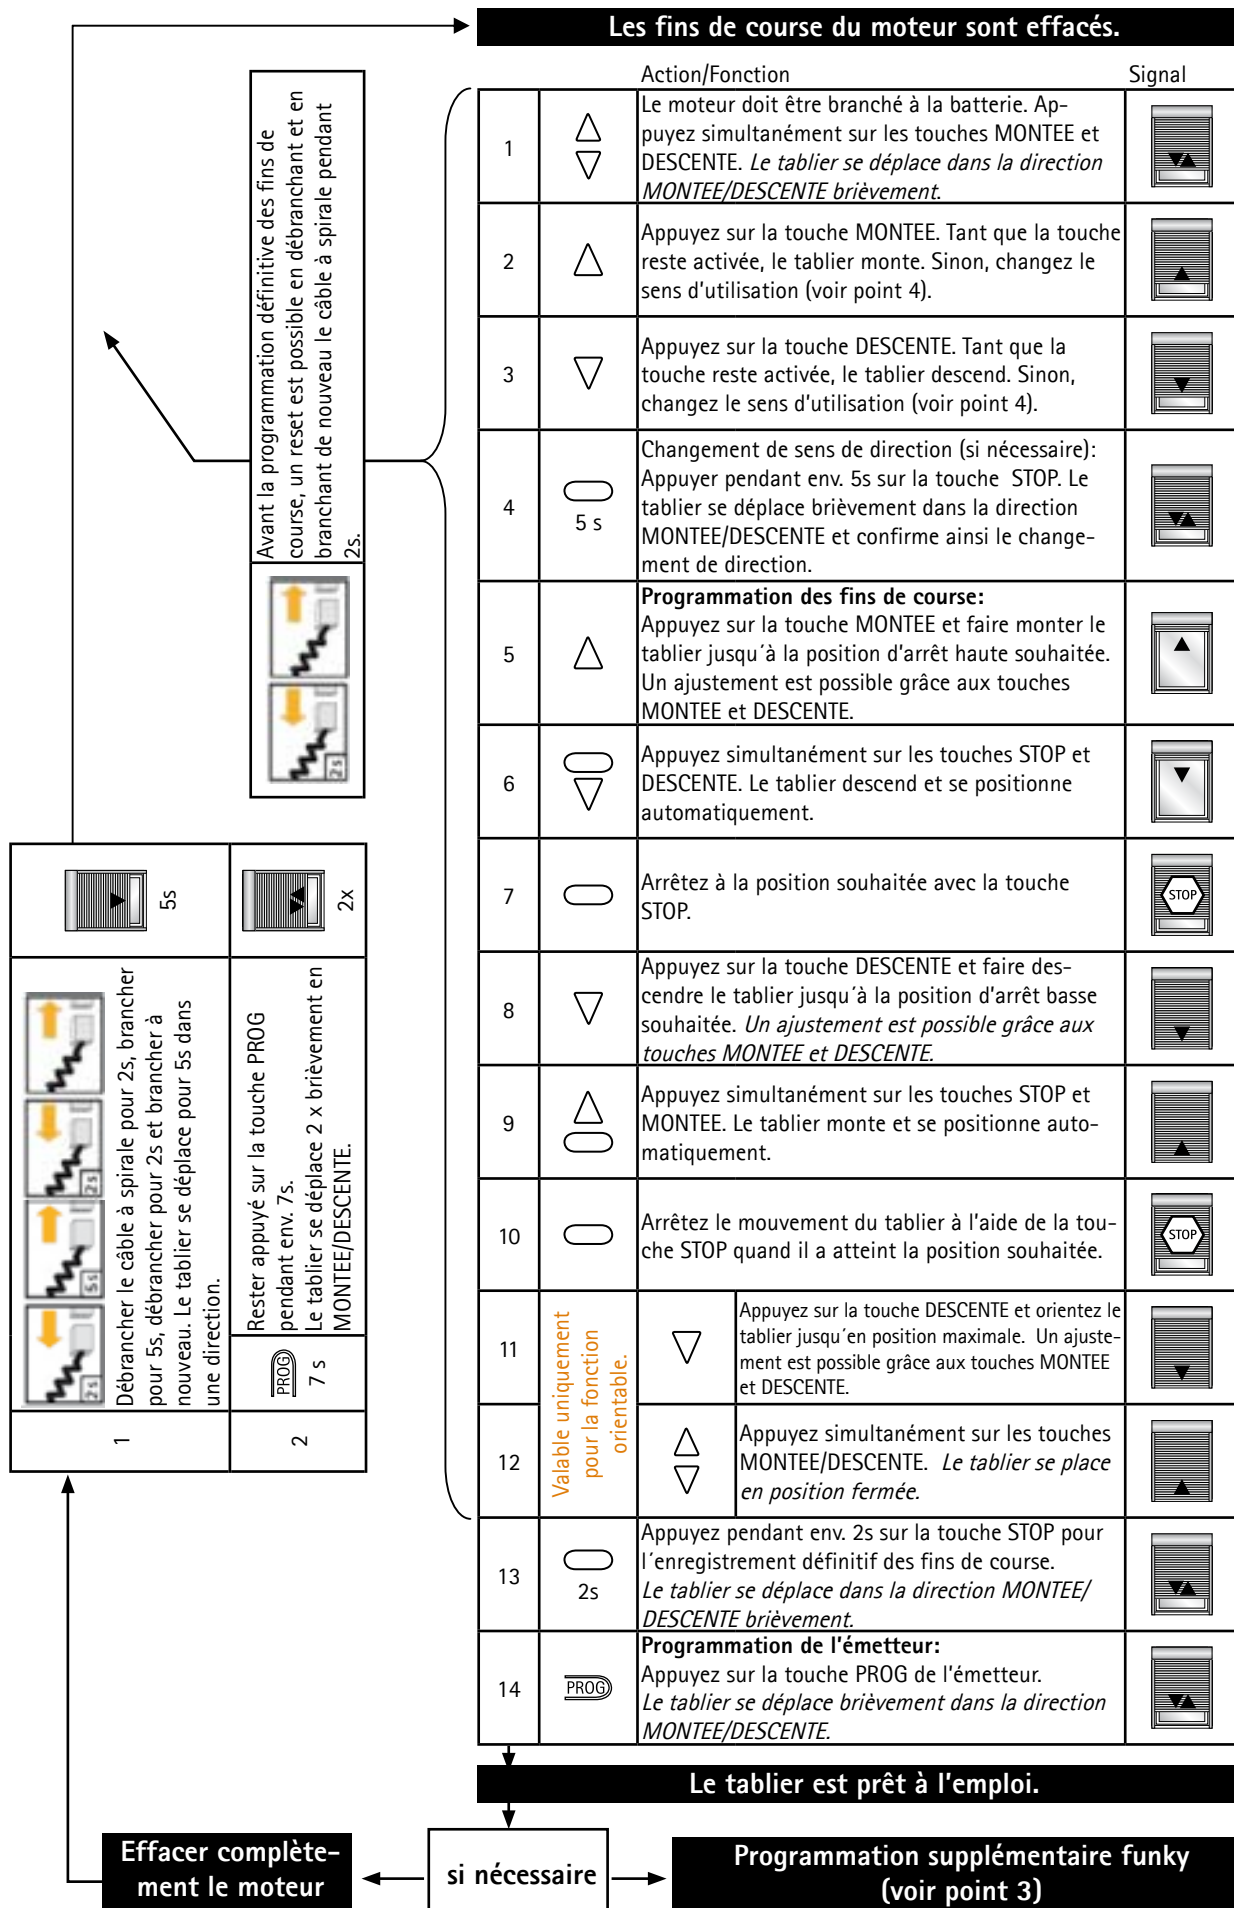 Les fins de course du moteur sont effacés.
Action/Fonction
Signal
1
Le moteur doit être branché à la batterie. Ap-
puyez simultanément sur les touches MONTEE et
DESCENTE. Le tablier se déplace dans la direction
MONTEE/DESCENTE brièvement.
2
Appuyez sur la touche MONTEE. Tant que la touche
reste activée, le tablier monte. Sinon, changez le
sens d'utilisation (voir point 4).
3
Appuyez sur la touche DESCENTE. Tant que la
touche reste activée, le tablier descend. Sinon,
changez le sens d'utilisation (voir point 4).
4
5 s
Changement de sens de direction (si nécessaire):
Appuyer pendant env. 5s sur la touche STOP. Le
tablier se déplace brièvement dans la direction
MONTEE/DESCENTE et confirme ainsi le change-
ment de direction.
5
Programmation des fins de course:
Appuyez sur la touche MONTEE et faire monter le
tablier jusqu´à la position d'arrêt haute souhaitée.
Un ajustement est possible grâce aux touches
MONTEE et DESCENTE.
6
Appuyez simultanément sur les touches STOP et
DESCENTE. Le tablier descend et se positionne
automatiquement.
7
Arrêtez à la position souhaitée avec la touche
STOP.
STOP
8
Appuyez sur la touche DESCENTE et faire des-
cendre le tablier jusqu´à la position d'arrêt basse
souhaitée. Un ajustement est possible grâce aux
touches MONTEE et DESCENTE.
9
Appuyez simultanément sur les touches STOP et
MONTEE. Le tablier monte et se positionne auto-
matiquement.
10
Arrêtez le mouvement du tablier à l'aide de la tou-
che STOP quand il a atteint la position souhaitée.
STOP
Valable uniquement
pour la fonction
orientable.
11
Appuyez sur la touche DESCENTE et orientez le
tablier jusqu´en position maximale. Un ajuste-
ment est possible grâce aux touches MONTEE
et DESCENTE.
12
Appuyez simultanément sur les touches
MONTEE/DESCENTE. Le tablier se place
en position fermée.
13
2s
Appuyez pendant env. 2s sur la touche STOP pour
l´enregistrement définitif des fins de course.
Le tablier se déplace dans la direction MONTEE/
DESCENTE brièvement.
14
PROG
Programmation de l'émetteur:
Appuyez sur la touche PROG de l'émetteur.
Le tablier se déplace brièvement dans la direction
MONTEE/DESCENTE.
Le tablier est prêt à l'emploi.
si nécessaire
Effacer complète-
ment le moteur
Programmation supplémentaire funky
(voir point 3)
Avant la programmation définitive des fins de
course, un reset est possible en débranchant et en
branchant de nouveau le câble à spirale pendant
2s.
2s
1
2s
5s
2s
Débrancher le câble à spirale pour 2s, brancher
pour 5s, débrancher pour 2s et brancher à
nouveau. Le tablier se déplace pour 5s dans
une direction.
5s
2
PROG
7 s
Rester appuyé sur la touche PROG
pendant env. 7s.
Le tablier se déplace 2 x brièvement en
MONTEE/DESCENTE.
2x